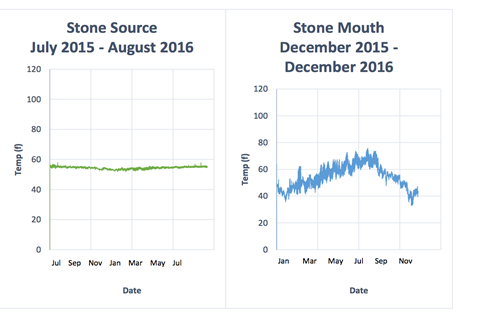 Stone Source
July 2015 - August 2016
120
100
80
60
40
20
0
Temp (f)
Jul Sep Nov Jan Mar May Jul
Date
Stone Mouth
December 2015 -
December 2016
120
100
80
60
40
20
0
Temp (f)
Jan Mar May Jul Sep Nov
Date